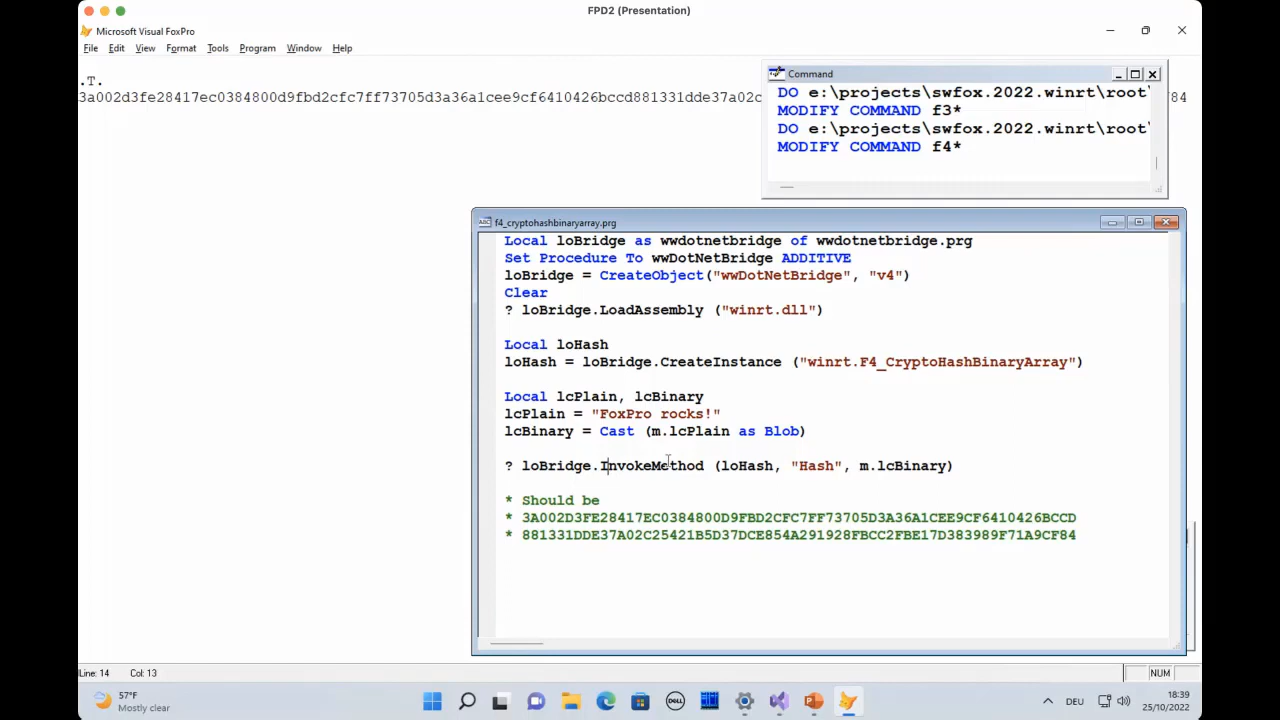 FPD2 (Presentation)
Microsoft Visual FoxPro
File Edit View Format Tools Program Window Help
.T.
3a002d3fe28417ec0384800d9fbd2cfc7ff73705d3a36a1cee9cf6410426bccd881331dde37a02c
84
Command
DO e:\projects\swfox.2022.winrt\root\
MODIFY COMMAND f3*
DO e:\projects\swfox.2022.winrt\root\
MODIFY COMMAND f4*
f4_cryptohashbinaryarray.prg
Local loBridge as wwdotnetbridge of wwdotnetbridge.prg
Set Procedure To wwDotNetBridge ADDITIVE
loBridge = CreateObject("wwDotNetBridge", "v4")
Clear
? loBridge.LoadAssembly ("winrt.dll")
Local loHash
loHash = loBridge.CreateInstance ("winrt.F4_CryptoHashBinaryArray")
Local lcPlain, lcBinary
lcPlain = "FoxPro rocks!"
lcBinary = Cast (m.lcPlain as Blob)
? loBridge.InvokeMethod (loHash, "Hash", m.lcBinary)
* Should be
* 3A002D3FE28417EC0384800D9FBD2CFC7FF73705D3A36A1CEE9CF6410426BCCD
* 881331DDE37A02C25421B5D37DCE854A291928FBCC2FBE17D383989F71A9CF84
Line: 14 Col: 13
NUM
57°F
Mostly clear
DELL
DEU
18:39
25/10/2022